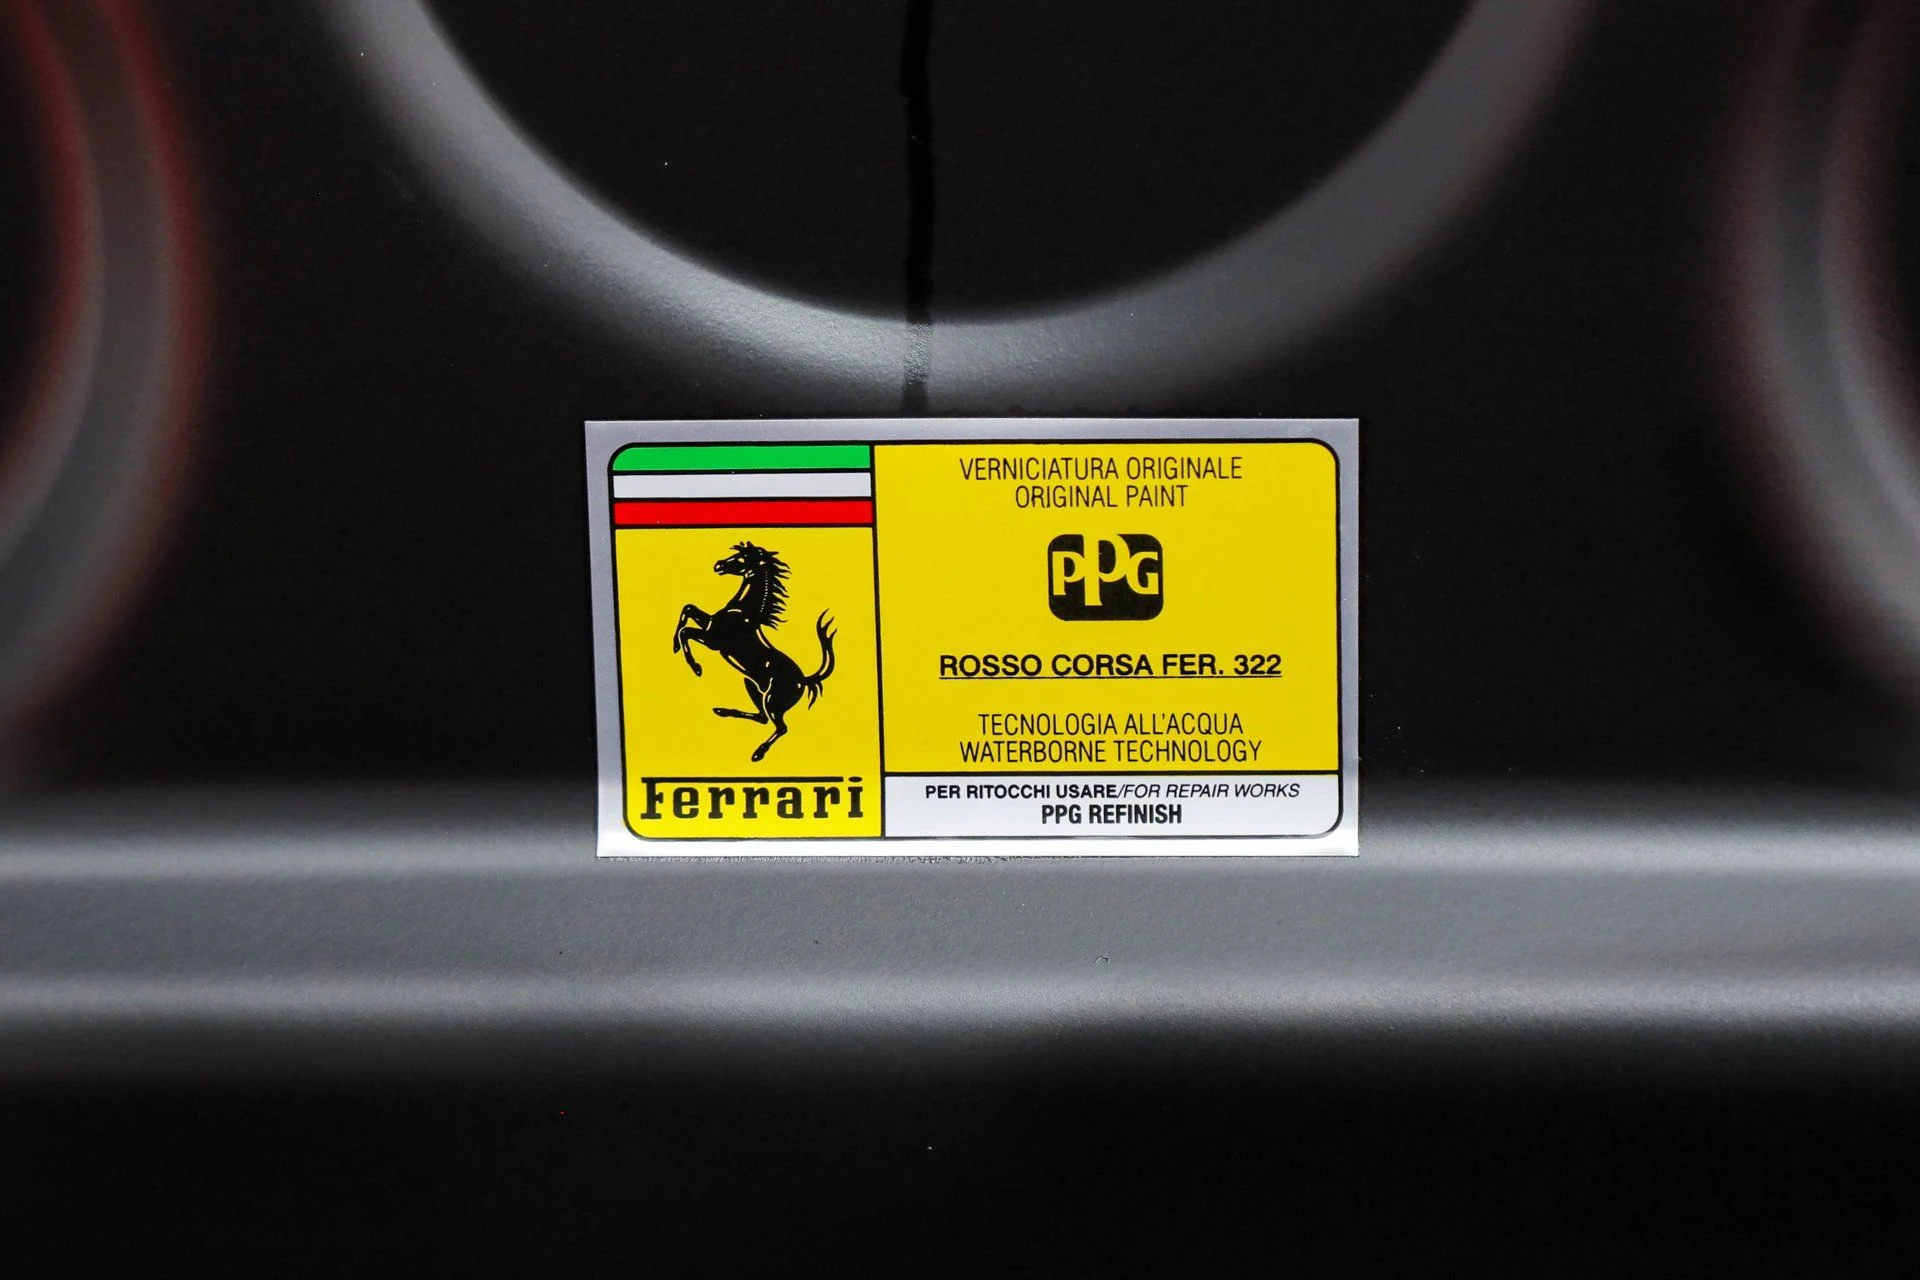 Ferrari
VERNICIATURA ORIGINALE
ORIGINAL PAINT
PPG
ROSSO CORSA FER. 322
TECNOLOGIA ALL'ACQUA
WATERBORNE TECHNOLOGY
PER RITOCCHI USARE/FOR REPAIR WORKS
PPG REFINISH